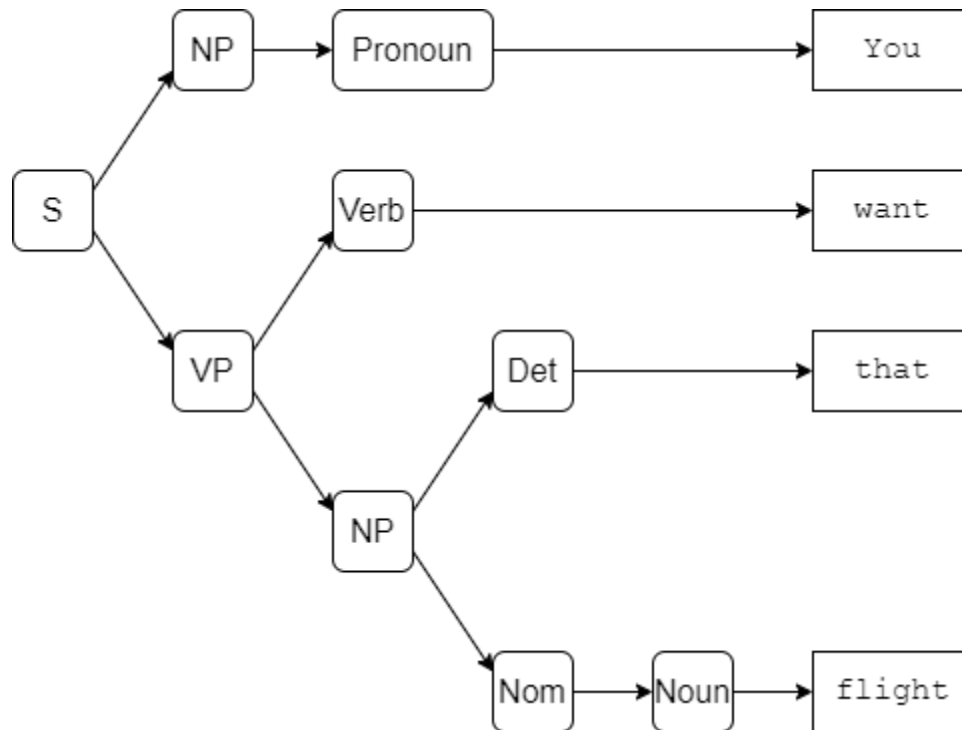 NP Pronoun You
S Verb want
VP Det that
NP
Nom Noun flight